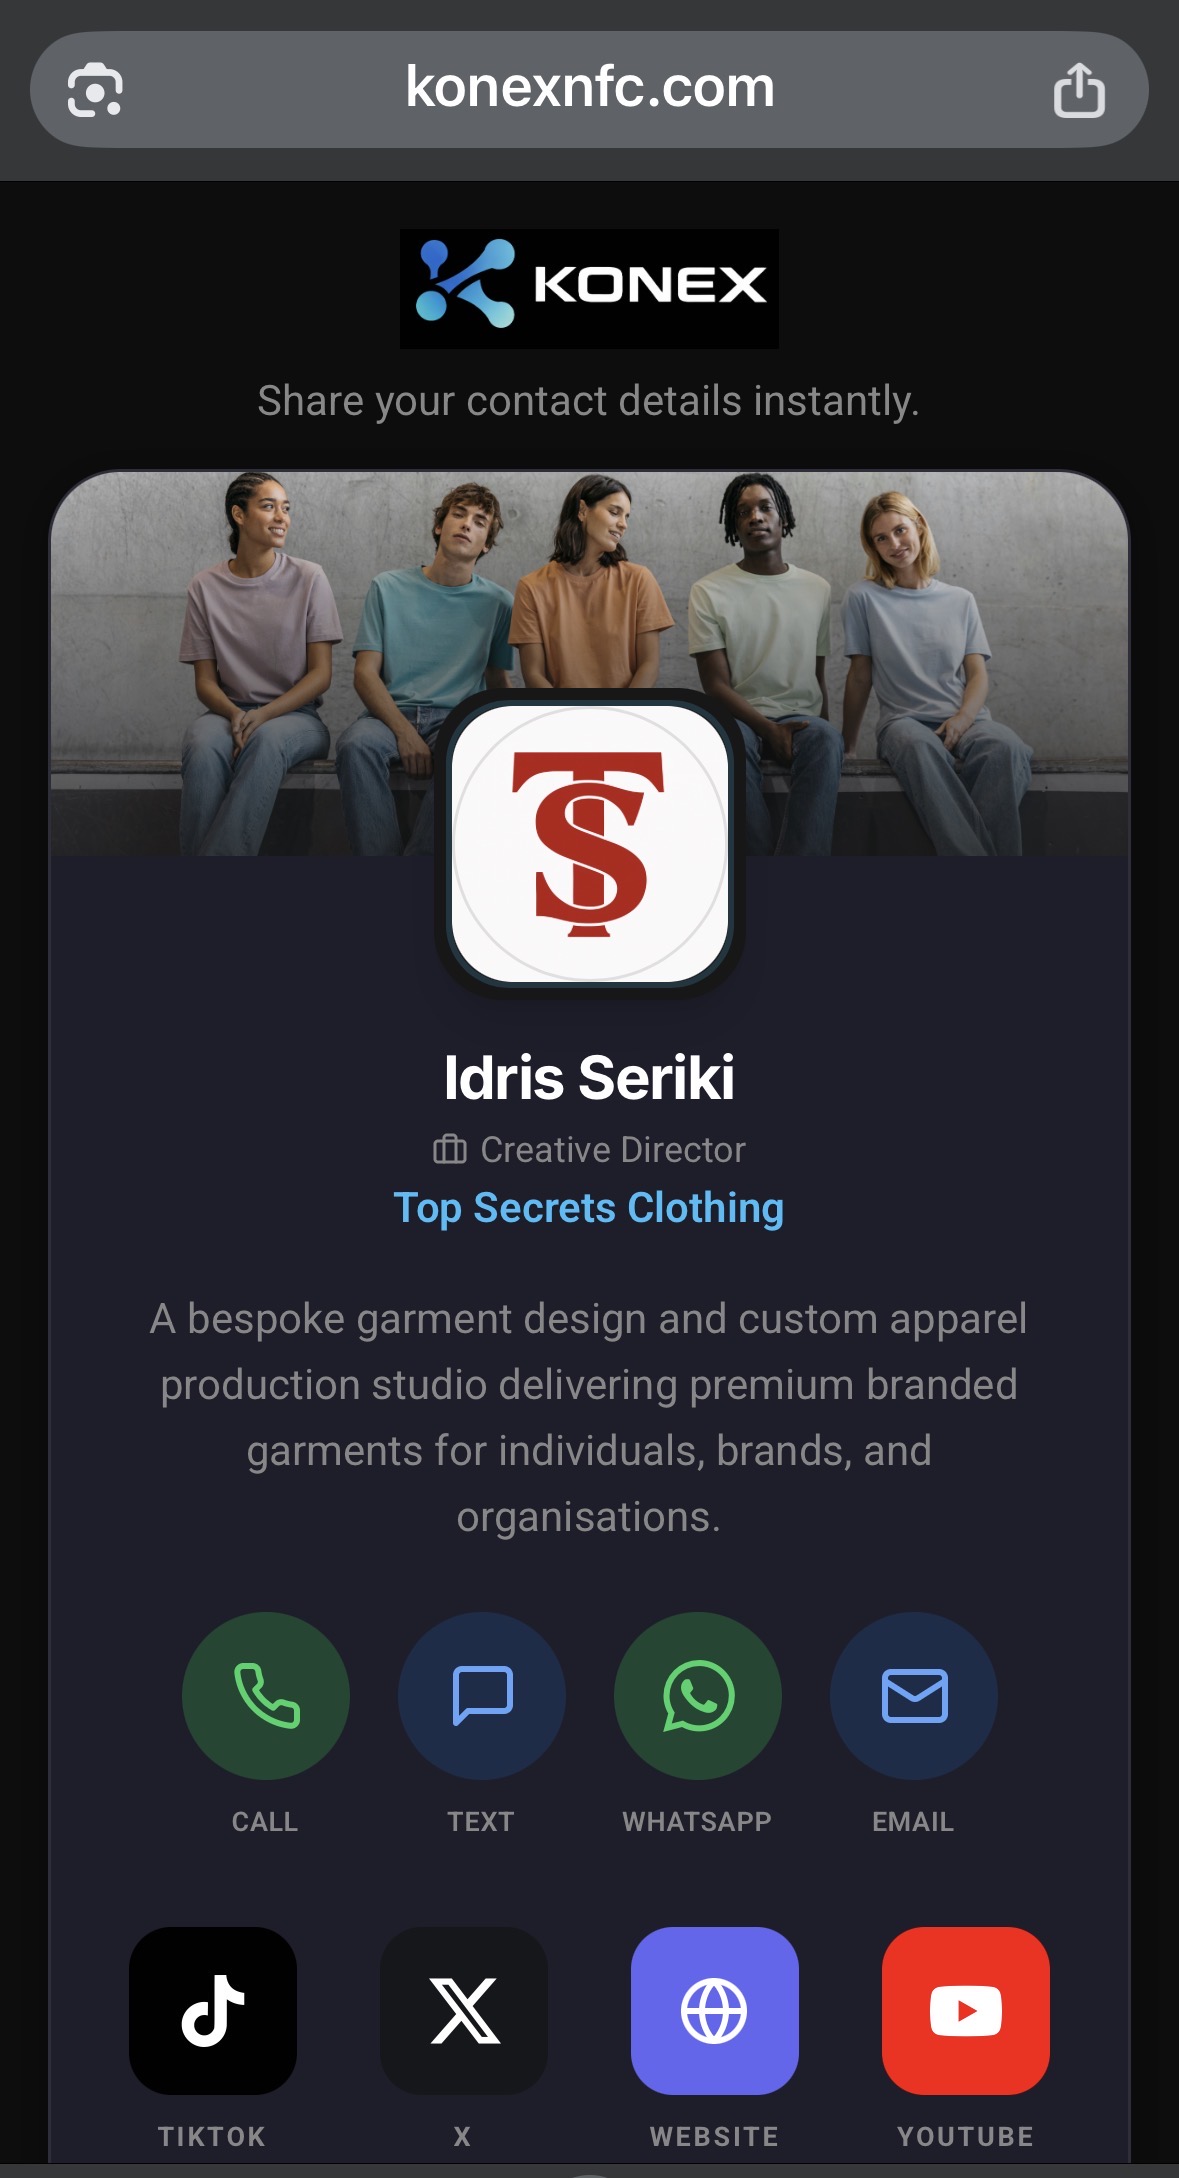 konexnfc.com
KONEX
Share your contact details instantly.
TS
Idris Seriki
Creative Director
Top Secrets Clothing
A bespoke garment design and custom apparel
production studio delivering premium branded
garments for individuals, brands, and
organisations.
CALL TEXT WHATSAPP EMAIL
TIKTOK X WEBSITE YOUTUBE